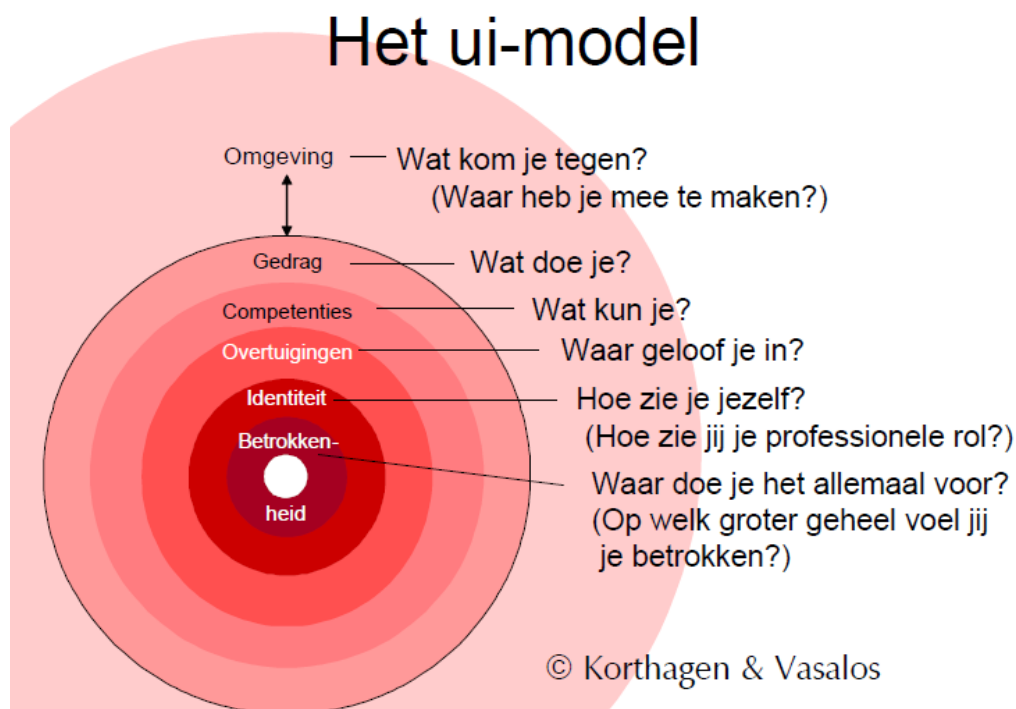 Het ui-model
Omgeving
Wat kom je tegen?
(Waar heb je mee te maken?)
Gedrag
Wat doe je?
Competenties
Wat kun je?
Overtuigingen
Waar geloof je in?
Identiteit
Hoe zie je jezelf?
(Hoe zie jij je professionele rol?)
Betrokken-
heid
Waar doe je het allemaal voor?
(Op welk groter geheel voel jij
je betrokken?)
© Korthagen & Vasalos